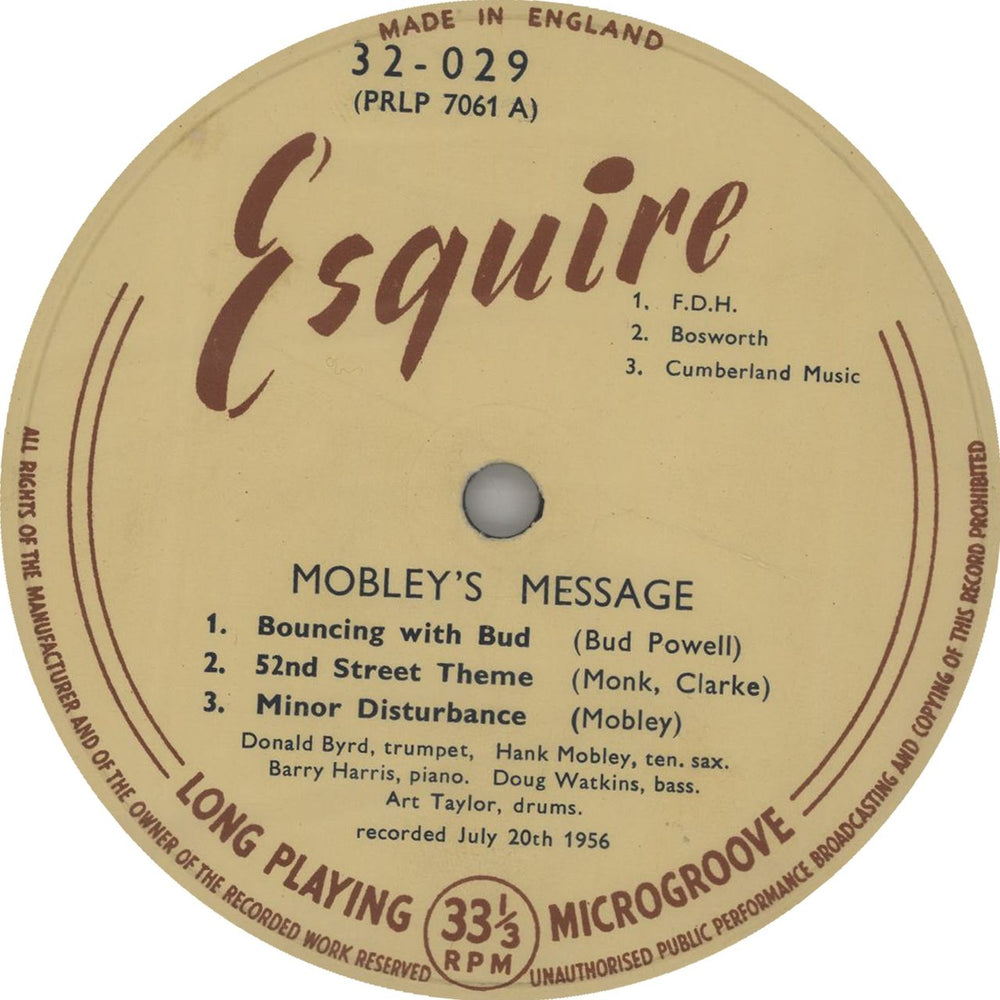 MADE IN ENGLAND
32-029
(PRLP 7061 A)
Esquire
1. F.D.H.
2. Bosworth
3. Cumberland Music
MOBLEY'S MESSAGE
1. Bouncing with Bud (Bud Powell)
2. 52nd Street Theme (Monk, Clarke)
3. Minor Disturbance (Mobley)
Donald Byrd, trumpet, Hank Mobley, ten. sax.
Barry Harris, piano. Doug Watkins, bass.
Art Taylor, drums.
recorded July 20th 1956
LONG PLAYING 33⅓ RPM MICROGROOVE
ALL RIGHTS OF THE MANUFACTURER AND OF THE OWNER OF THE RECORDED WORK RESERVED
UNAUTHORISED PUBLIC PERFORMANCE BROADCASTING AND COPYING OF THIS RECORD PROHIBITED